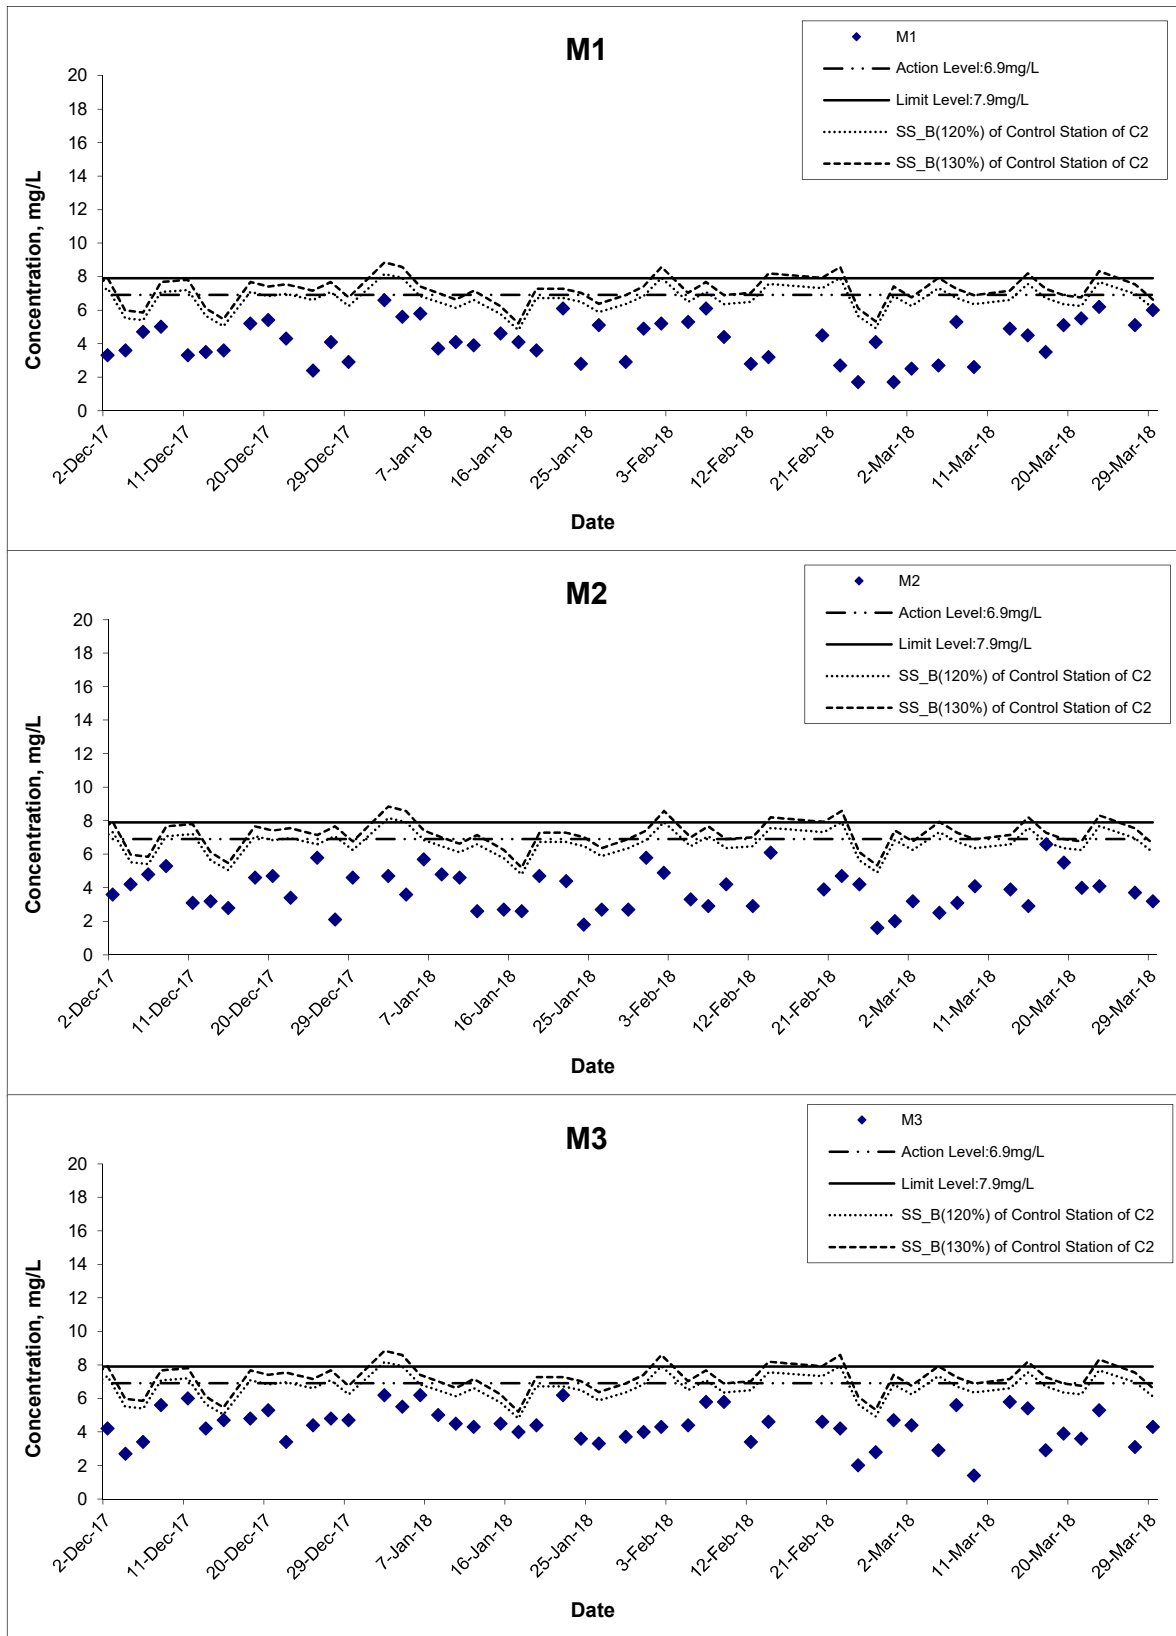 M1
M1
Action Level:6.9mg/L
Limit Level:7.9mg/L
SS_B(120%) of Control Station of C2
SS_B(130%) of Control Station of C2
Concentration, mg/L
20
18
16
14
12
10
8
6
4
2
0
2-Dec-17
11-Dec-17
20-Dec-17
29-Dec-17
7-Jan-18
16-Jan-18
25-Jan-18
3-Feb-18
12-Feb-18
21-Feb-18
2-Mar-18
11-Mar-18
20-Mar-18
29-Mar-18
Date
M2
M2
Action Level:6.9mg/L
Limit Level:7.9mg/L
SS_B(120%) of Control Station of C2
SS_B(130%) of Control Station of C2
Concentration, mg/L
20
18
16
14
12
10
8
6
4
2
0
2-Dec-17
11-Dec-17
20-Dec-17
29-Dec-17
7-Jan-18
16-Jan-18
25-Jan-18
3-Feb-18
12-Feb-18
21-Feb-18
2-Mar-18
11-Mar-18
20-Mar-18
29-Mar-18
Date
M3
M3
Action Level:6.9mg/L
Limit Level:7.9mg/L
SS_B(120%) of Control Station of C2
SS_B(130%) of Control Station of C2
Concentration, mg/L
20
18
16
14
12
10
8
6
4
2
0
2-Dec-17
11-Dec-17
20-Dec-17
29-Dec-17
7-Jan-18
16-Jan-18
25-Jan-18
3-Feb-18
12-Feb-18
21-Feb-18
2-Mar-18
11-Mar-18
20-Mar-18
29-Mar-18
Date